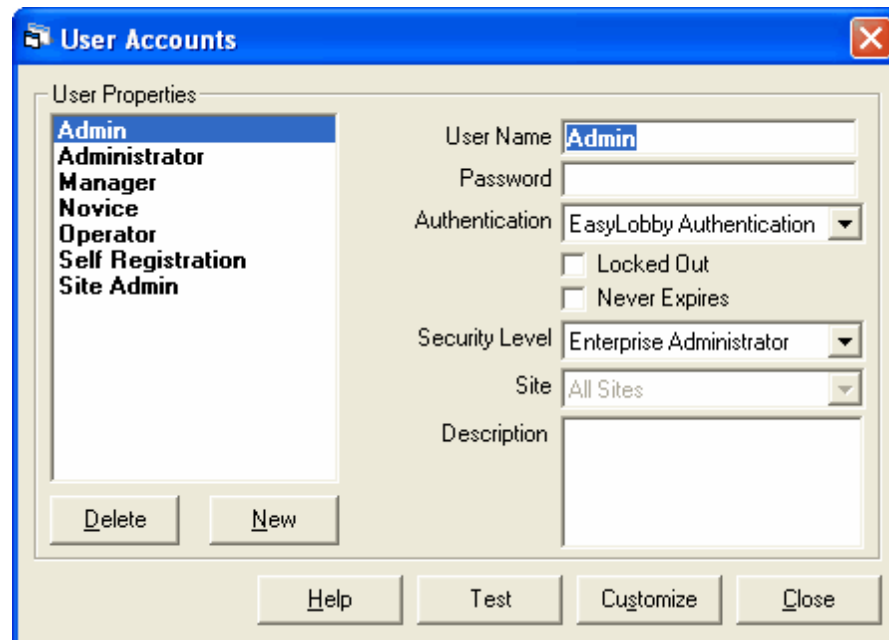 User Accounts
User Properties
Admin
Administrator
Manager
Novice
Operator
Self Registration
Site Admin
Delete
New
User Name
Admin
Password
Authentication
EasyLobby Authentication
Locked Out
Never Expires
Security Level
Enterprise Administrator
Site
All Sites
Description
Help
Test
Customize
Close